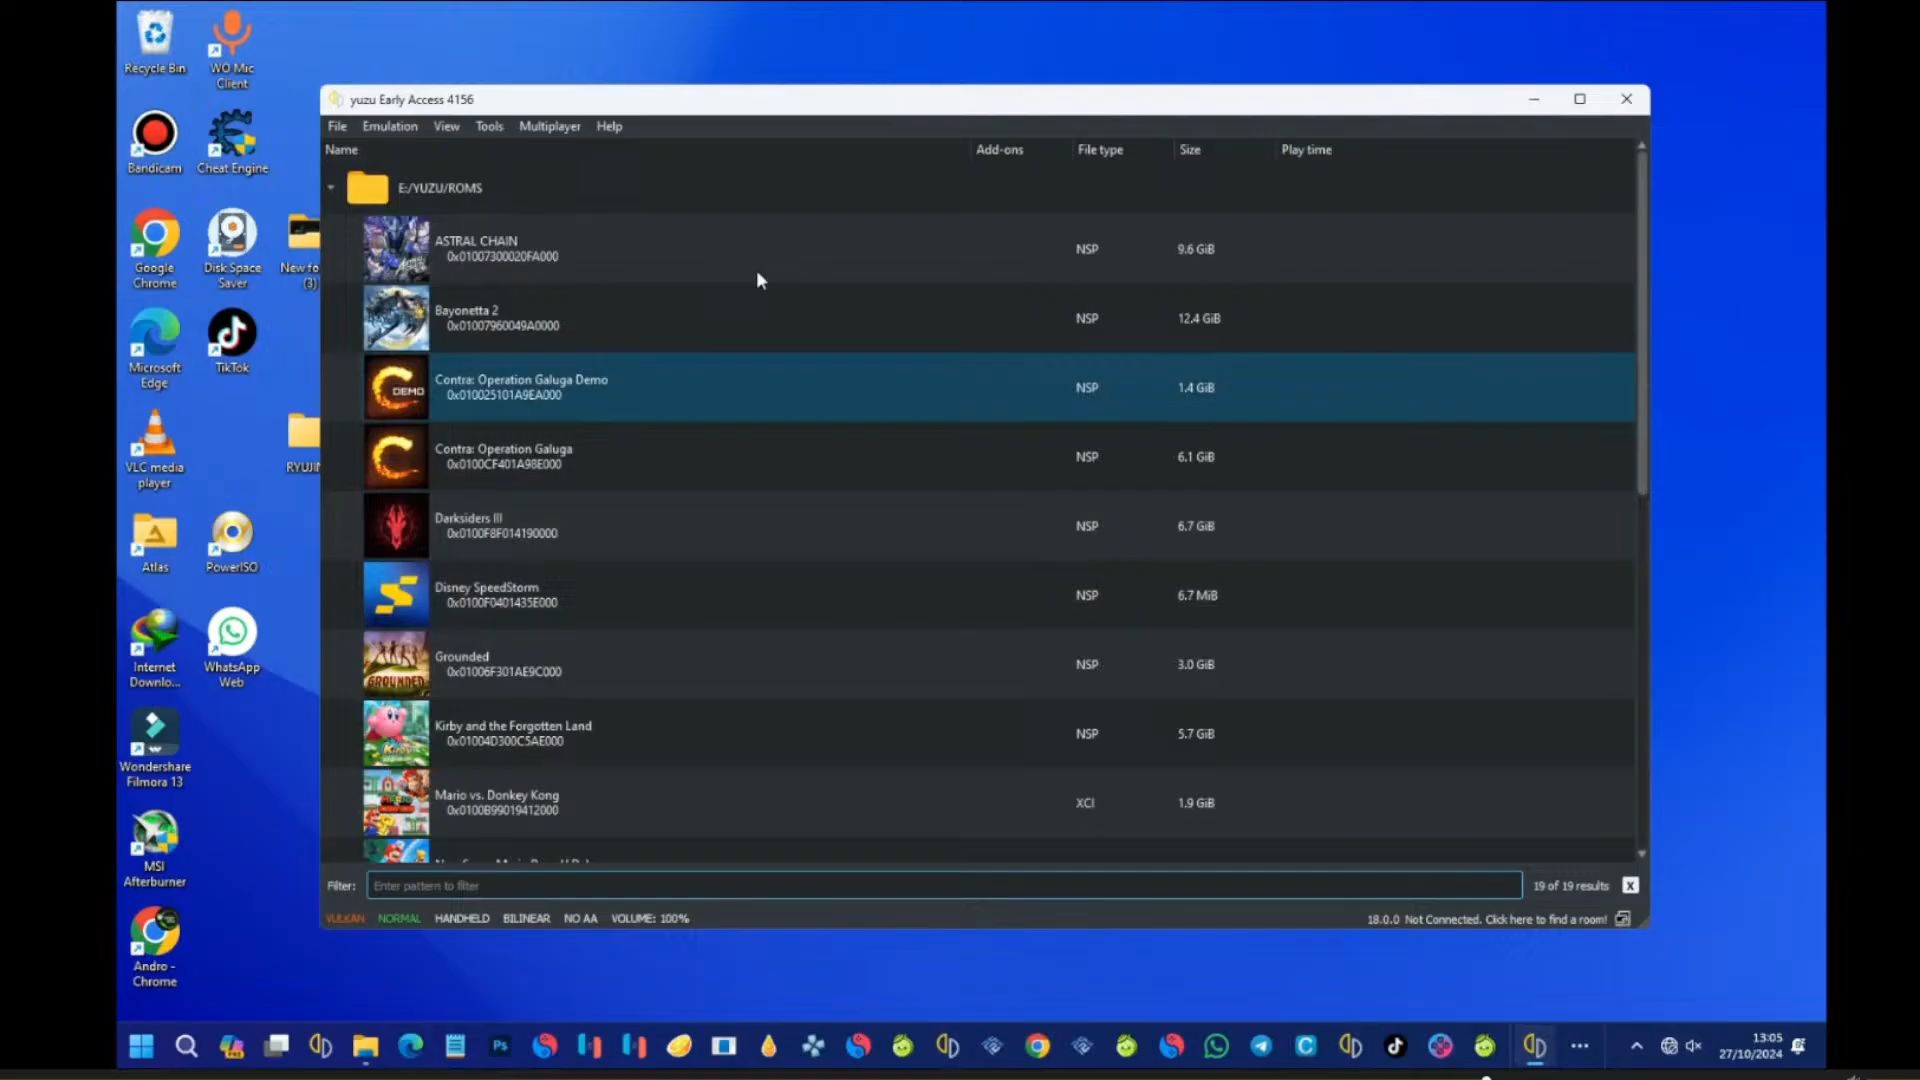 Recycle Bin
WO Mic
Client
Bandicam
Cheat Engine
Google
Chrome
Disk Space
Saver
New fo
(3)
Microsoft
Edge
TikTok
VLC media
player
RYUJIN
Atlas
PowerISO
Internet
Downlo...
WhatsApp
Web
Wondershare
Filmora 13
MSI
Afterburner
Andro -
Chrome
yuzu Early Access 4156
File Emulation View Tools Multiplayer Help
Name Add-ons File type Size Play time
E:/YUZU/ROMS
ASTRAL CHAIN
0x01007300020FA000
NSP 9.6 GiB
Bayonetta 2
0x01007960049A0000
NSP 12.4 GiB
DEMO
Contra: Operation Galuga Demo
0x010025101A9EA000
NSP 1.4 GiB
Contra: Operation Galuga
0x0100CF401A98E000
NSP 6.1 GiB
Darksiders III
0x0100F8F014190000
NSP 6.7 GiB
Disney SpeedStorm
0x0100F0401435E000
NSP 6.7 MiB
GROUNDED
Grounded
0x01006F301AE9C000
NSP 3.0 GiB
Kirby and the Forgotten Land
0x01004D300C5AE000
NSP 5.7 GiB
Mario vs. Donkey Kong
0x0100B99019412000
XCI 1.9 GiB
Filter: Enter pattern to filter 19 of 19 results X
VULKAN NORMAL HANDHELD BILINEAR NO AA VOLUME: 100%
18.0.0 Not Connected. Click here to find a room!
Ps
13:05
27/10/2024